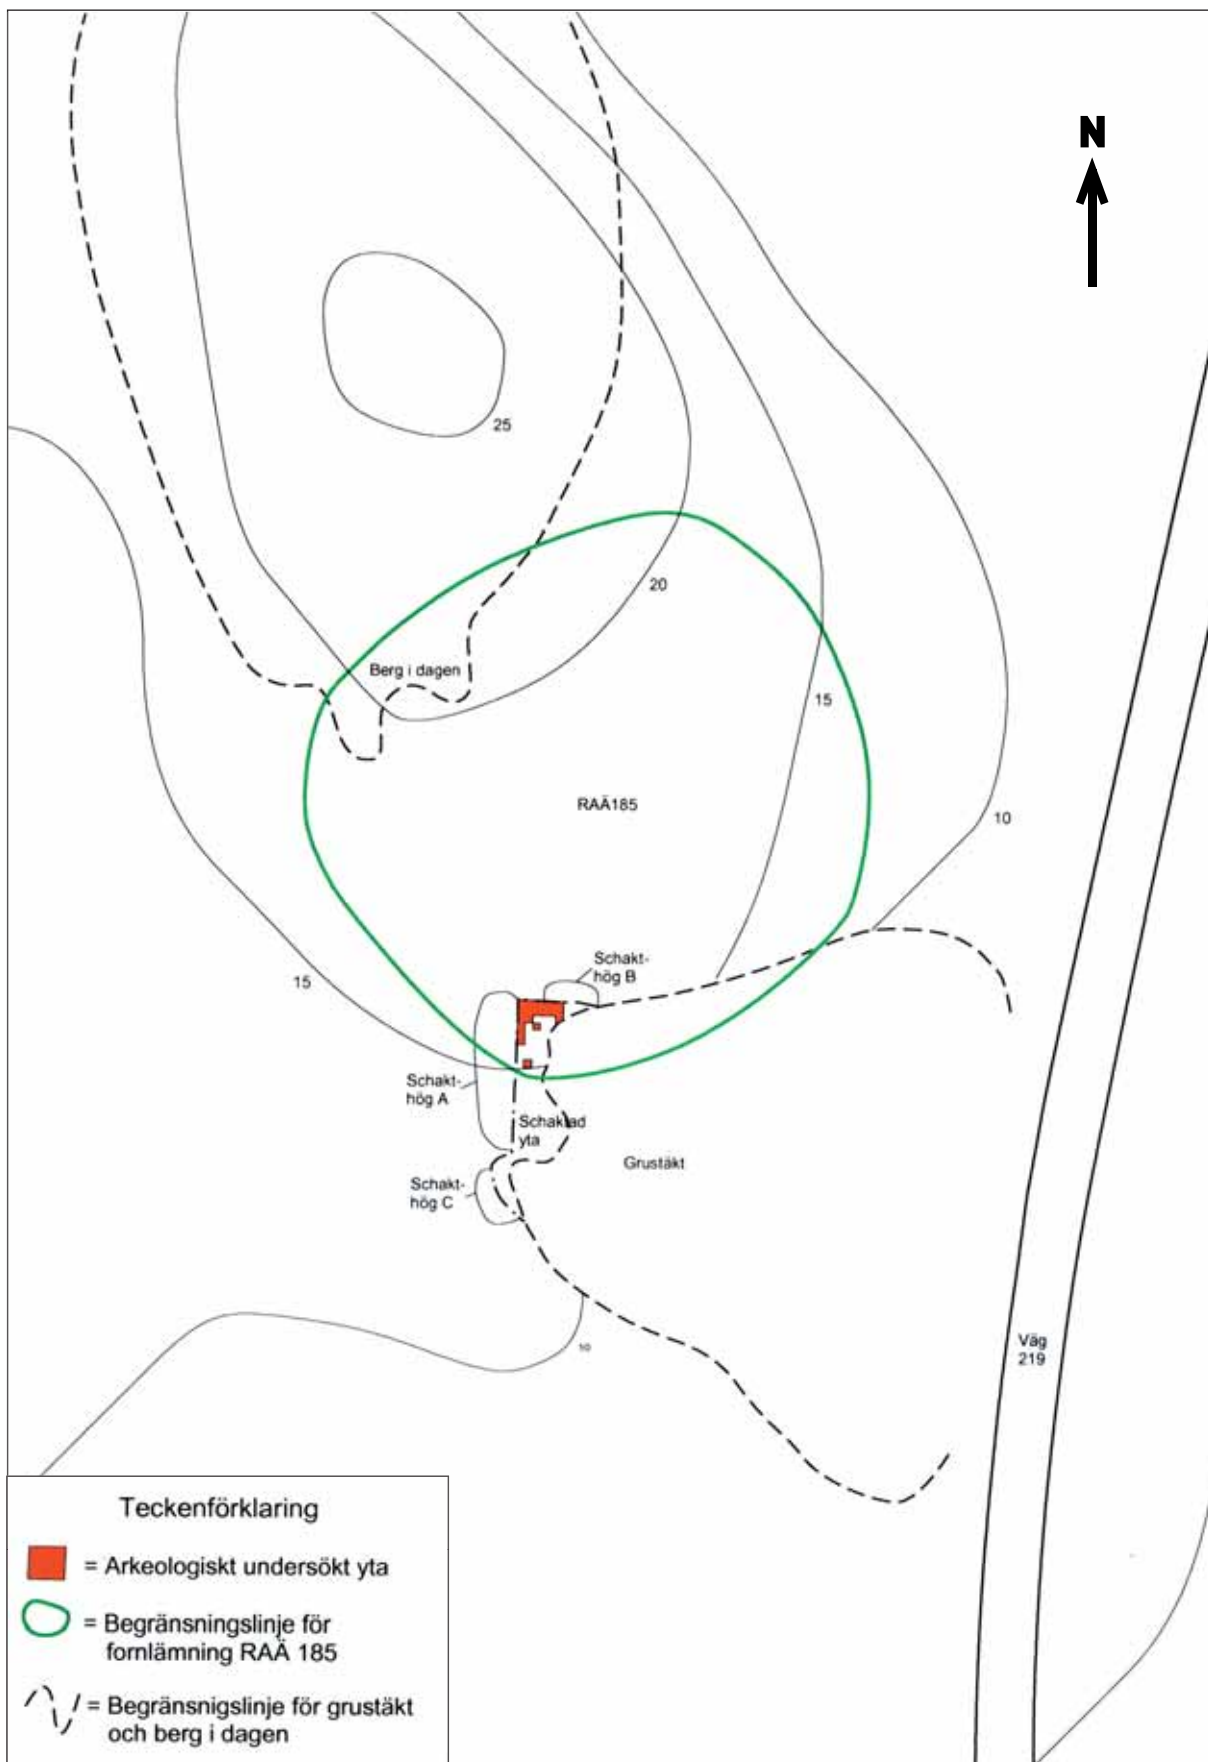 N
25
20
Berg i dagen
15
RAÄ185
10
Schakt-
hög B
15
Schakt-
hög A
Schaktad
yta
Grustäkt
Schakt-
hög C
Väg
219
10
Teckenförklaring
= Arkeologiskt undersökt yta
= Begränsningslinje för
fornlämning RAÄ 185
= Begränsnigslinje för grustäkt
och berg i dagen